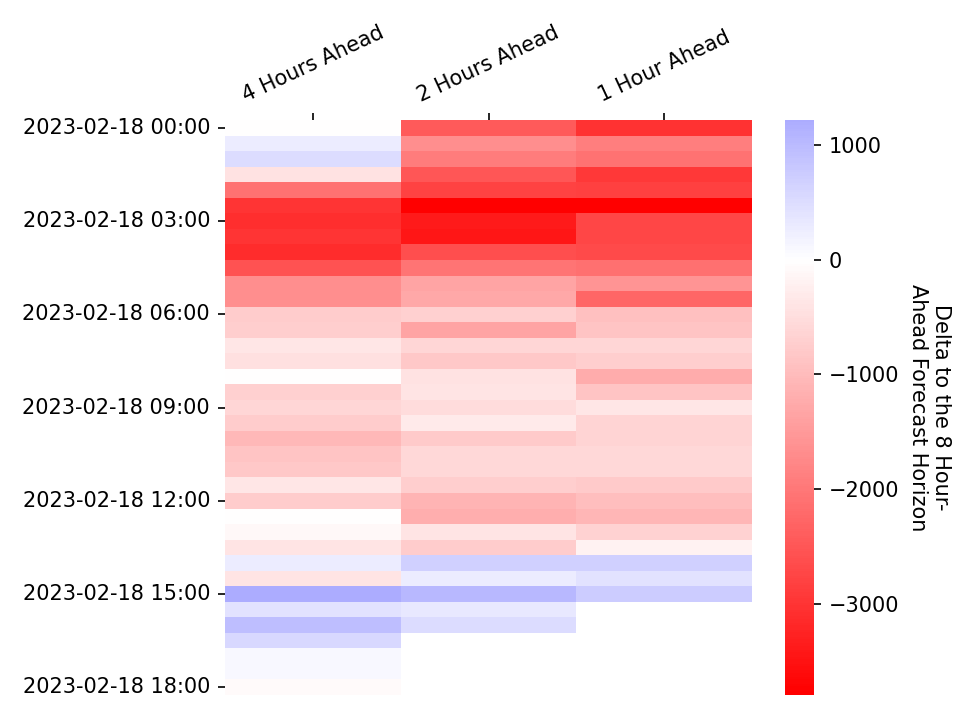 4 Hours Ahead
2 Hours Ahead
1 Hour Ahead
2023-02-18 00:00
2023-02-18 03:00
2023-02-18 06:00
2023-02-18 09:00
2023-02-18 12:00
2023-02-18 15:00
2023-02-18 18:00
1000
0
−1000
−2000
−3000
Delta to the 8 Hour-
Ahead Forecast Horizon